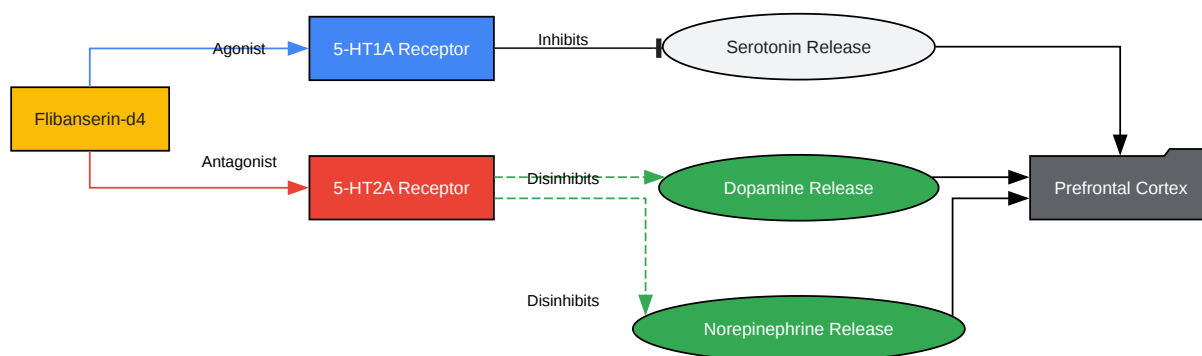 Agonist
5-HT1A Receptor
Inhibits
Serotonin Release
Flibanserin-d4
Antagonist
5-HT2A Receptor
Disinhibits
Dopamine Release
Prefrontal Cortex
Disinhibits
Norepinephrine Release